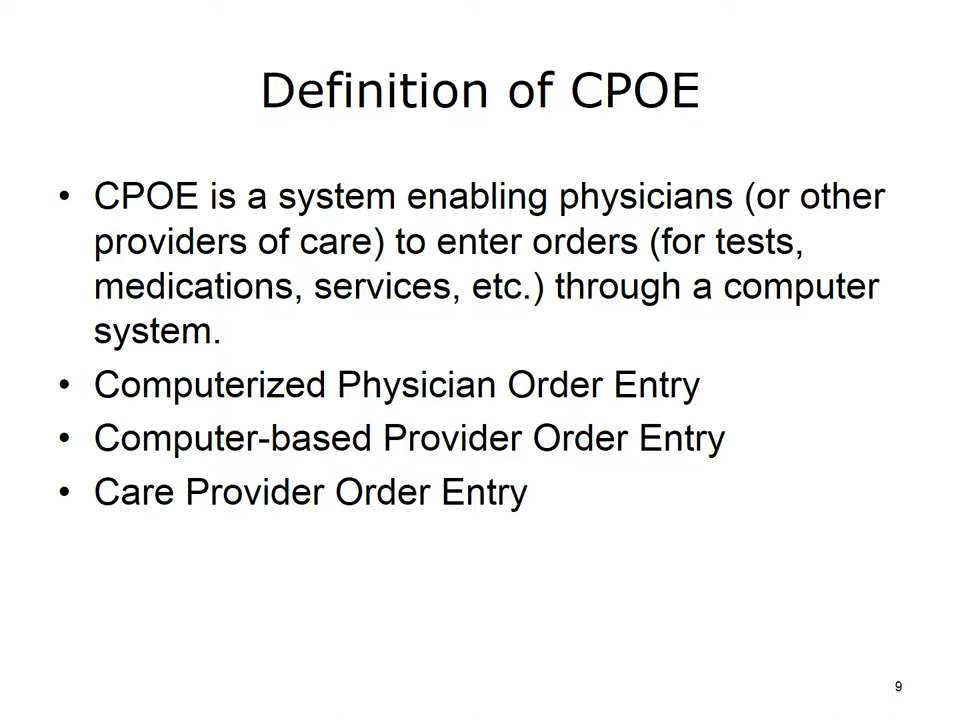 Definition of CPOE
• CPOE is a system enabling physicians (or other
providers of care) to enter orders (for tests,
medications, services, etc.) through a computer
system.
• Computerized Physician Order Entry
• Computer-based Provider Order Entry
• Care Provider Order Entry
9